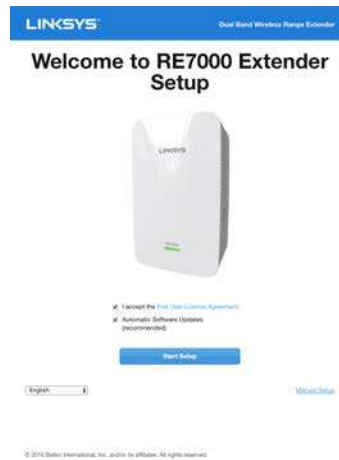 LINKSYS
Dual Band Wireless Range Extender
Welcome to RE7000 Extender
Setup
LINKSYS
I accept the End User License Agreement
Automatic Software Updates
(recommended)
Start Setup
English
Manual Setup
© 2016 Belkin International, Inc. and/or its affiliates. All rights reserved.